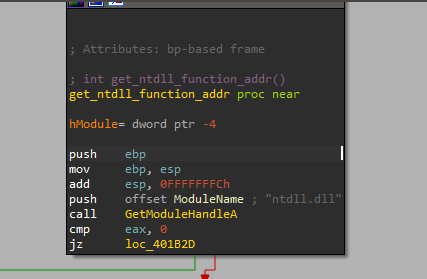 ; Attributes: bp-based frame
; int get_ntdll_function_addr()
get_ntdll_function_addr proc near
hModule= dword ptr -4
push ebp
mov ebp, esp
add esp, 0FFFFFFFCh
push offset ModuleName ; "ntdll.dll"
call GetModuleHandleA
cmp eax, 0
jz loc_401B2D